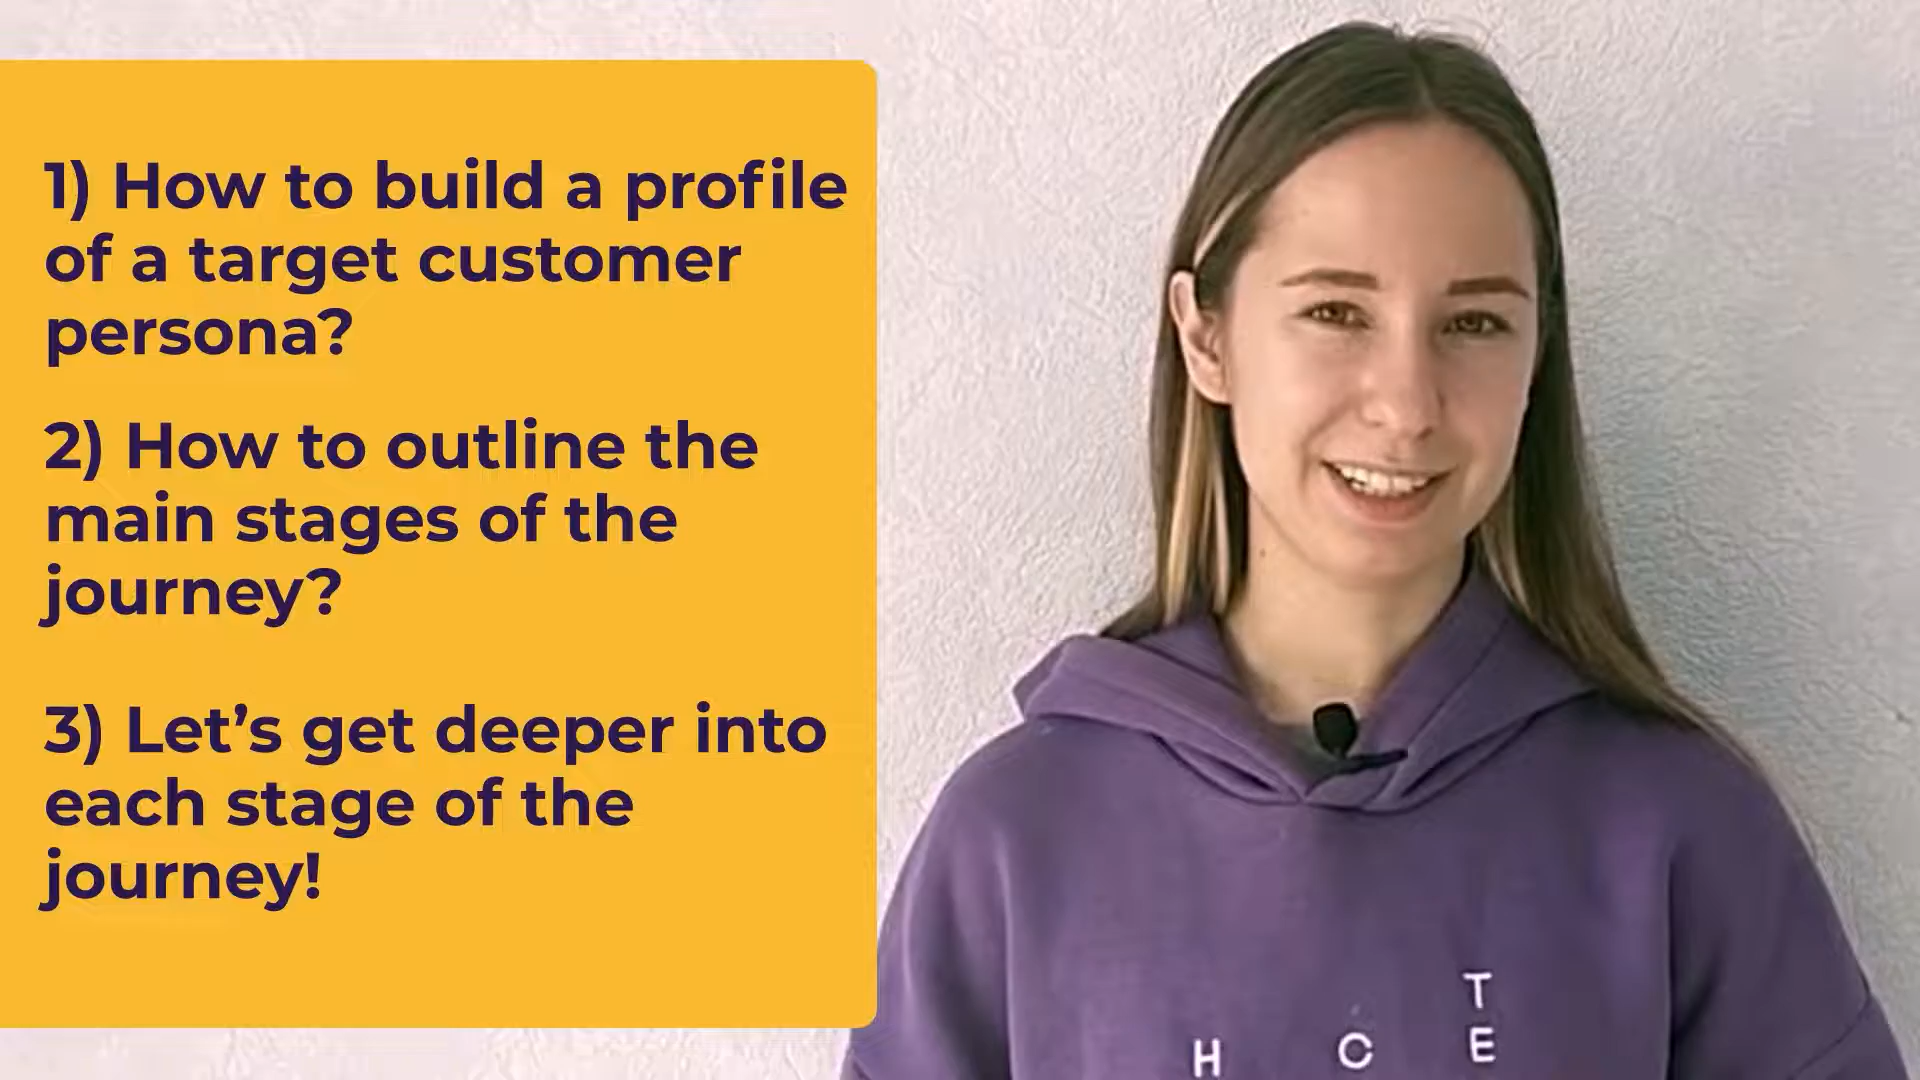 1) How to build a profile
of a target customer
persona?
2) How to outline the
main stages of the
journey?
3) Let’s get deeper into
each stage of the
journey!
T
H C E